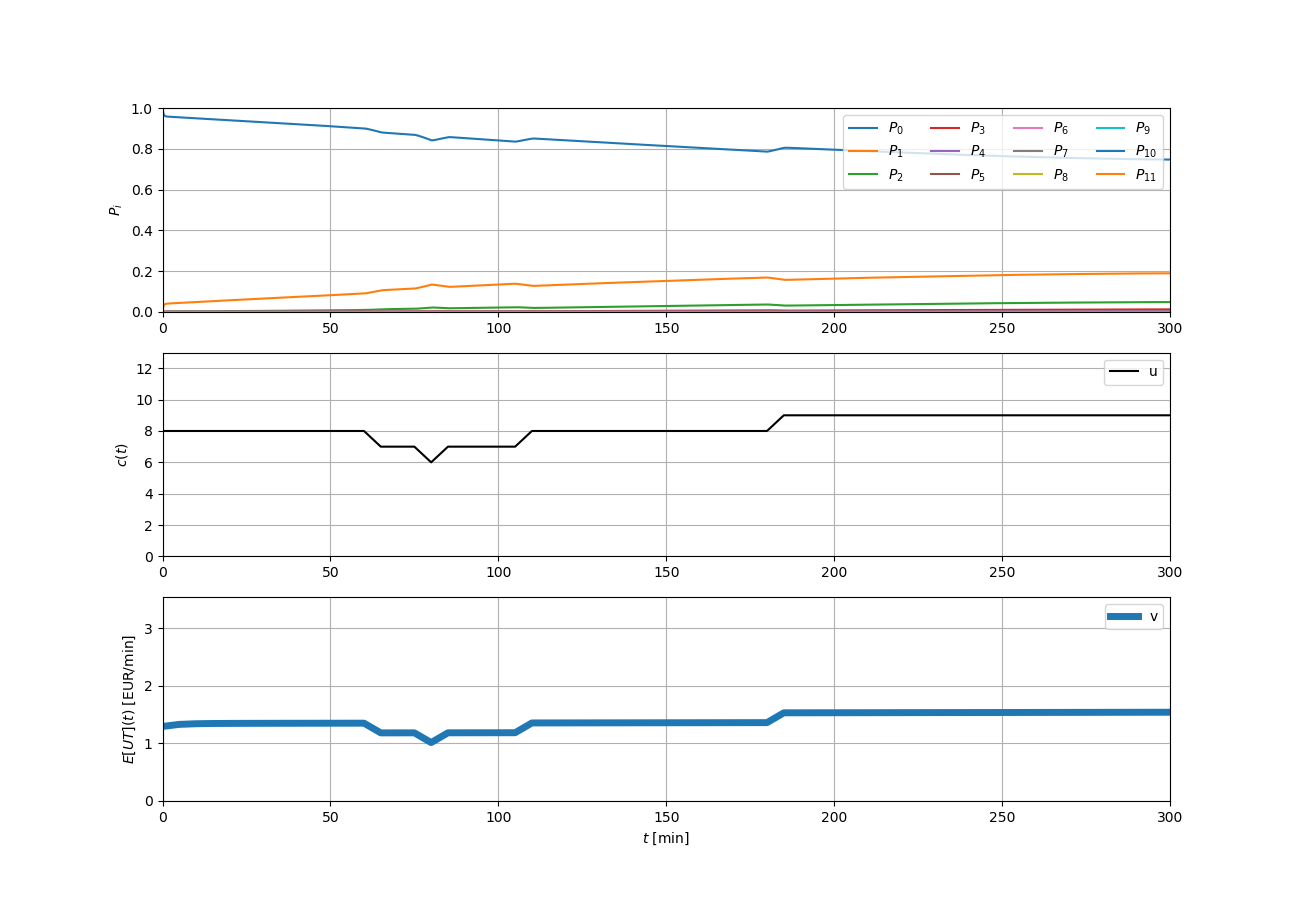 1.0
0.8
0.6
0.4
0.2
0.0
P_i
P_0 P_3 P_6 P_9
P_1 P_4 P_7 P_10
P_2 P_5 P_8 P_11
0 50 100 150 200 250 300
12
10
8
6
4
2
0
c(t)
u
0 50 100 150 200 250 300
3
2
1
0
E[UT](t) [EUR/min]
v
0 50 100 150 200 250 300
t [min]